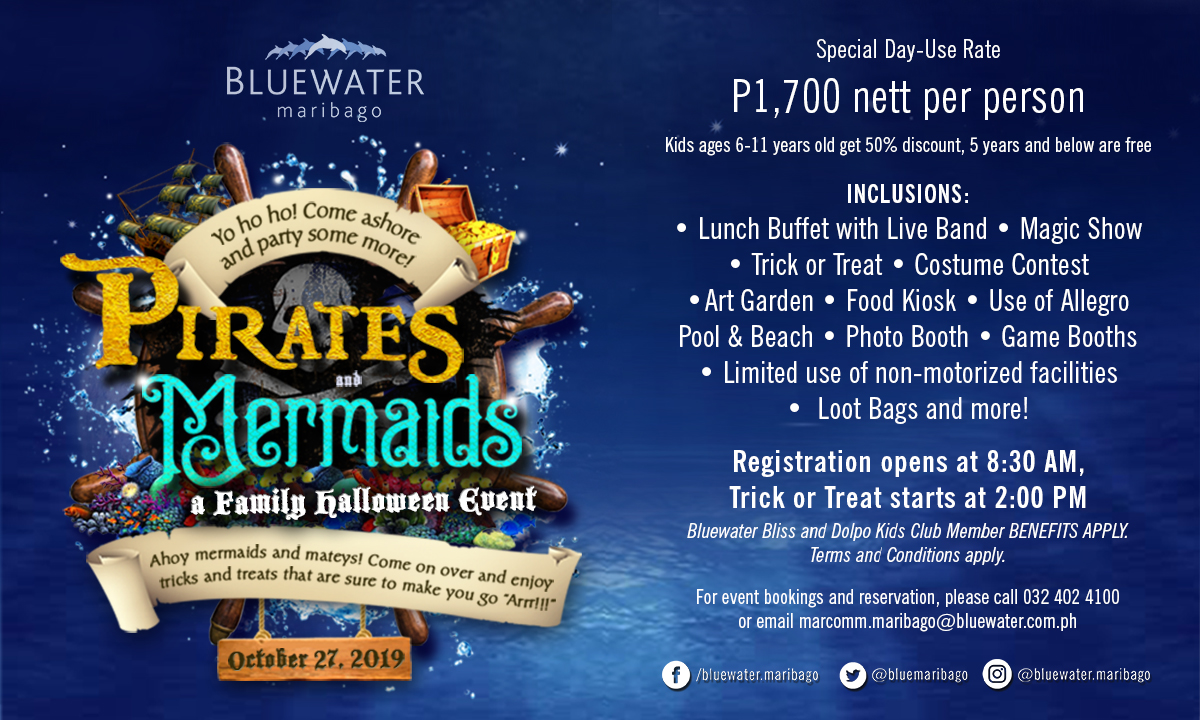 BLUEWATER
maribago
Yo ho ho! Come ashore
and party some more!
PIRATES
and
Mermaids
a Family Halloween Event
Ahoy mermaids and mateys! Come on over and enjoy
tricks and treats that are sure to make you go "Arrr!!!"
October 27, 2019
Special Day-Use Rate
P1,700 nett per person
Kids ages 6-11 years old get 50% discount, 5 years and below are free
INCLUSIONS:
• Lunch Buffet with Live Band • Magic Show
• Trick or Treat • Costume Contest
• Art Garden • Food Kiosk • Use of Allegro
Pool & Beach • Photo Booth • Game Booths
• Limited use of non-motorized facilities
• Loot Bags and more!
Registration opens at 8:30 AM,
Trick or Treat starts at 2:00 PM
Bluewater Bliss and Dolpo Kids Club Member BENEFITS APPLY.
Terms and Conditions apply.
For event bookings and reservation, please call 032 402 4100
or email marcomm.maribago@bluewater.com.ph
/bluewater.maribago @bluemaribago @bluewater.maribago